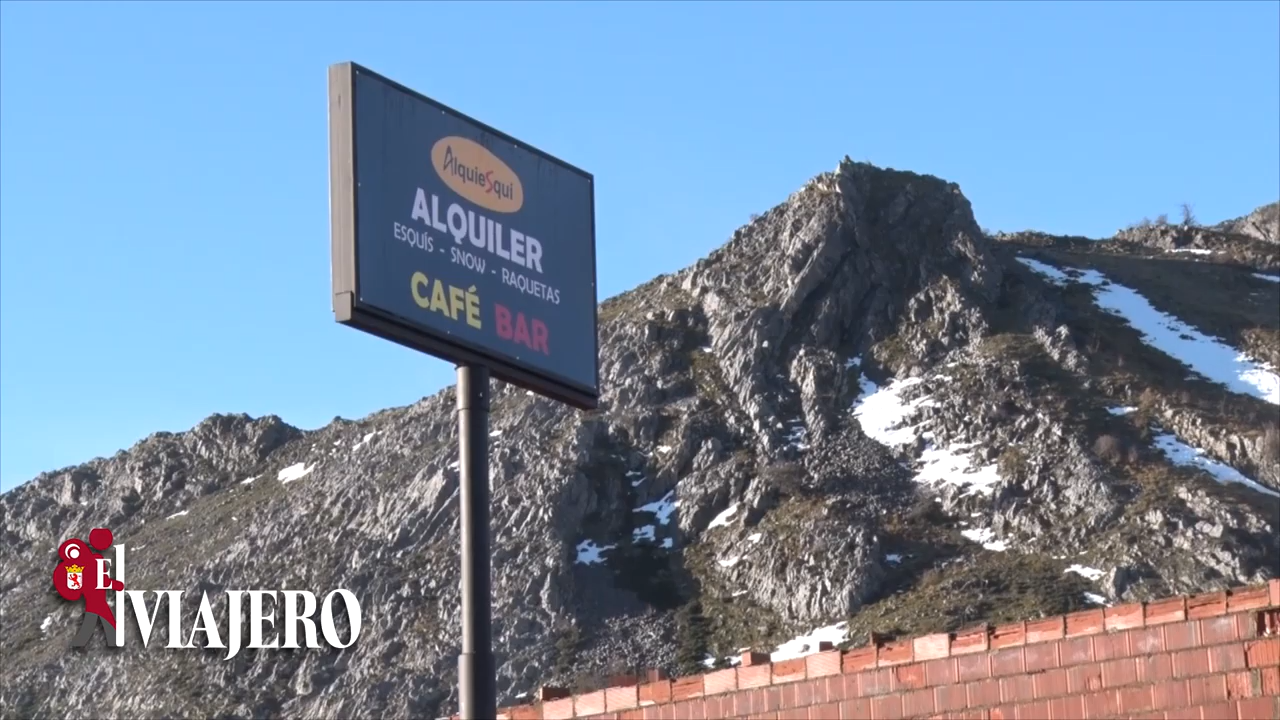 AlquieSqui
ALQUILER
ESQUÍS - SNOW - RAQUETAS
CAFÉ BAR
El VIAJERO